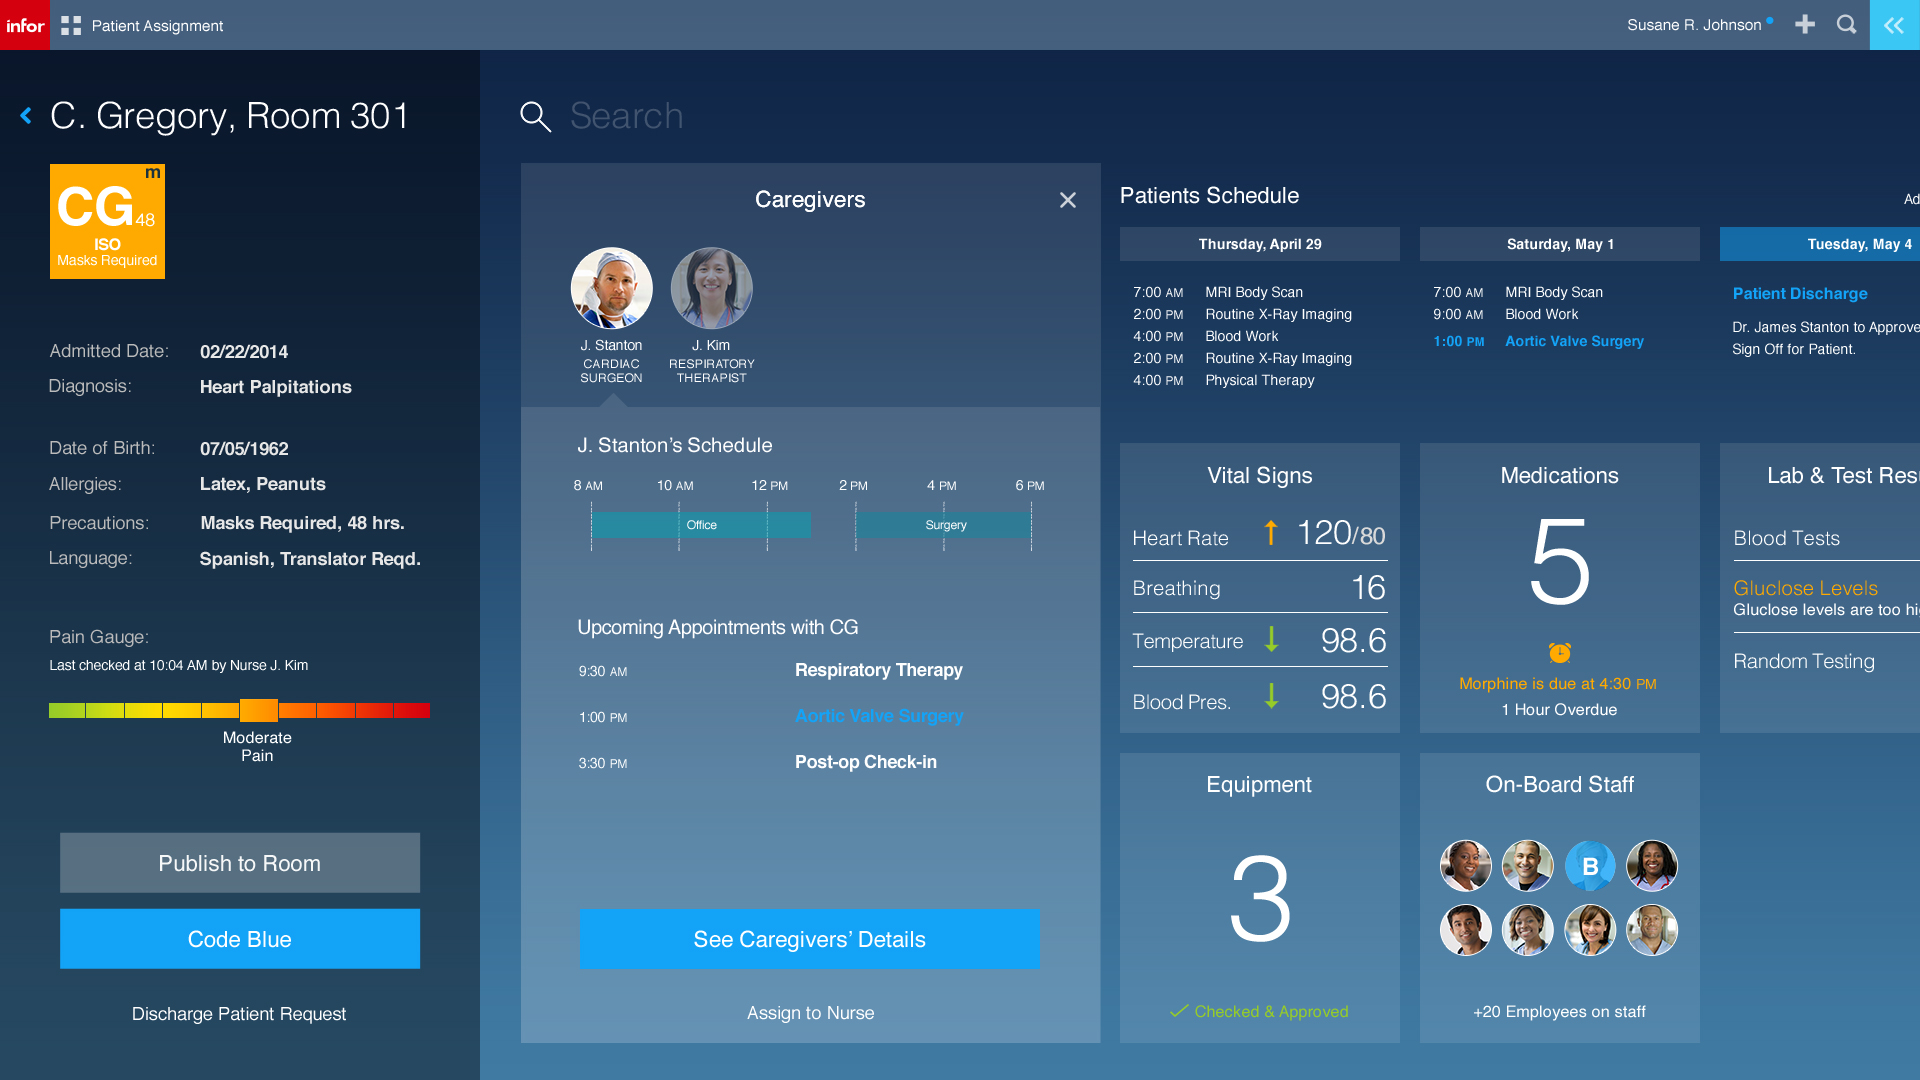 infor
Patient Assignment
Susane R. Johnson
C. Gregory, Room 301
m
CG 48
ISO
Masks Required
Admitted Date: 02/22/2014
Diagnosis: Heart Palpitations
Date of Birth: 07/05/1962
Allergies: Latex, Peanuts
Precautions: Masks Required, 48 hrs.
Language: Spanish, Translator Reqd.
Pain Gauge:
Last checked at 10:04 AM by Nurse J. Kim
Moderate
Pain
Publish to Room
Code Blue
Discharge Patient Request
Search
Caregivers
J. Stanton
CARDIAC
SURGEON
J. Kim
RESPIRATORY
THERAPIST
J. Stanton's Schedule
8 AM 10 AM 12 PM 2 PM 4 PM 6 PM
Office Surgery
Upcoming Appointments with CG
9:30 AM Respiratory Therapy
1:00 PM Aortic Valve Surgery
3:30 PM Post-op Check-in
See Caregivers' Details
Assign to Nurse
Patients Schedule
Ad
Thursday, April 29
7:00 AM MRI Body Scan
2:00 PM Routine X-Ray Imaging
4:00 PM Blood Work
2:00 PM Routine X-Ray Imaging
4:00 PM Physical Therapy
Saturday, May 1
7:00 AM MRI Body Scan
9:00 AM Blood Work
1:00 PM Aortic Valve Surgery
Tuesday, May 4
Patient Discharge
Dr. James Stanton to Approve
Sign Off for Patient.
Vital Signs
Heart Rate 120/80
Breathing 16
Temperature 98.6
Blood Pres. 98.6
Medications
5
Morphine is due at 4:30 PM
1 Hour Overdue
Lab & Test Resu
Blood Tests
Gluclose Levels
Gluclose levels are too hi
Random Testing
Equipment
3
Checked & Approved
On-Board Staff
B
+20 Employees on staff